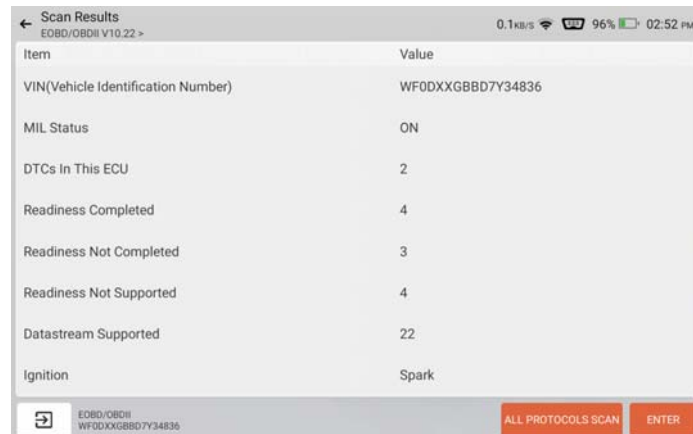 ← Scan Results
EOBD/OBDII V10.22 >
0.1KB/S 96% 02:52 PM
Item Value
VIN(Vehicle Identification Number) WF0DXXGBBD7Y34836
MIL Status ON
DTCs In This ECU 2
Readiness Completed 4
Readiness Not Completed 3
Readiness Not Supported 4
Datastream Supported 22
Ignition Spark
EOBD/OBDII
WF0DXXGBBD7Y34836
ALL PROTOCOLS SCAN ENTER